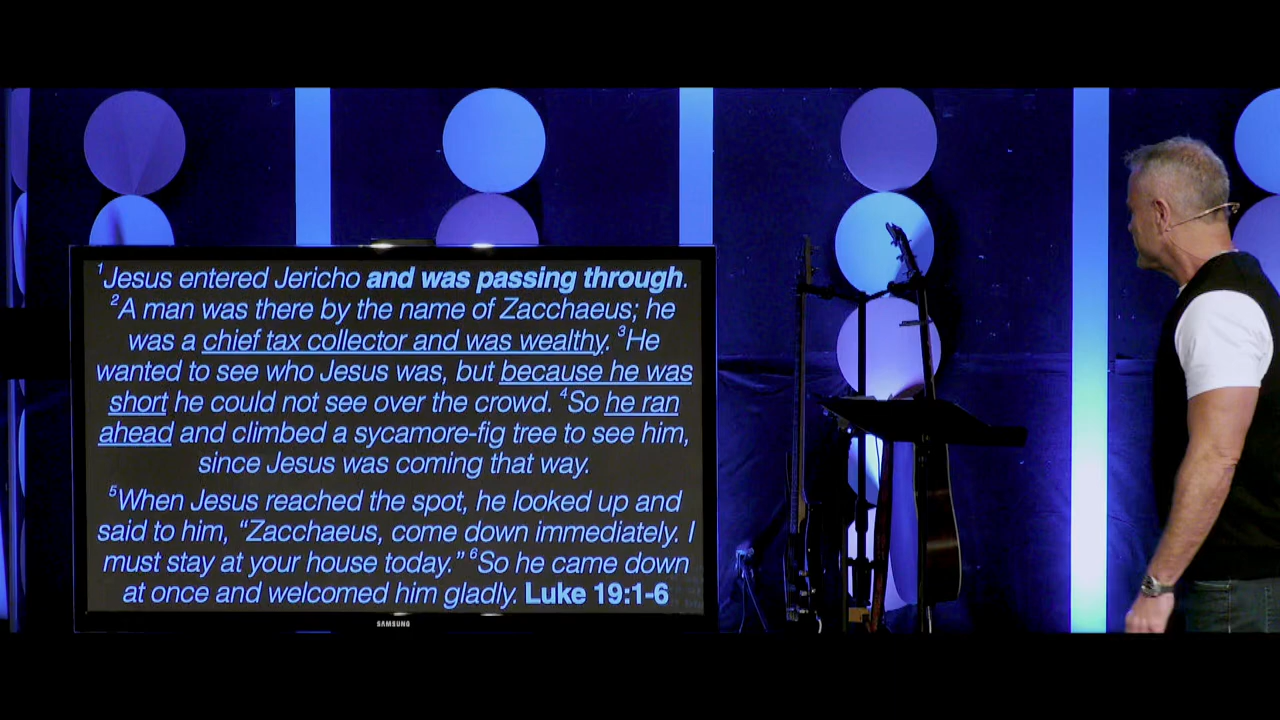 ¹Jesus entered Jericho and was passing through.
²A man was there by the name of Zacchaeus; he
was a chief tax collector and was wealthy. ³He
wanted to see who Jesus was, but because he was
short he could not see over the crowd. ⁴So he ran
ahead and climbed a sycamore-fig tree to see him,
since Jesus was coming that way.
⁵When Jesus reached the spot, he looked up and
said to him, “Zacchaeus, come down immediately. I
must stay at your house today.” ⁶So he came down
at once and welcomed him gladly. Luke 19:1-6
SAMSUNG